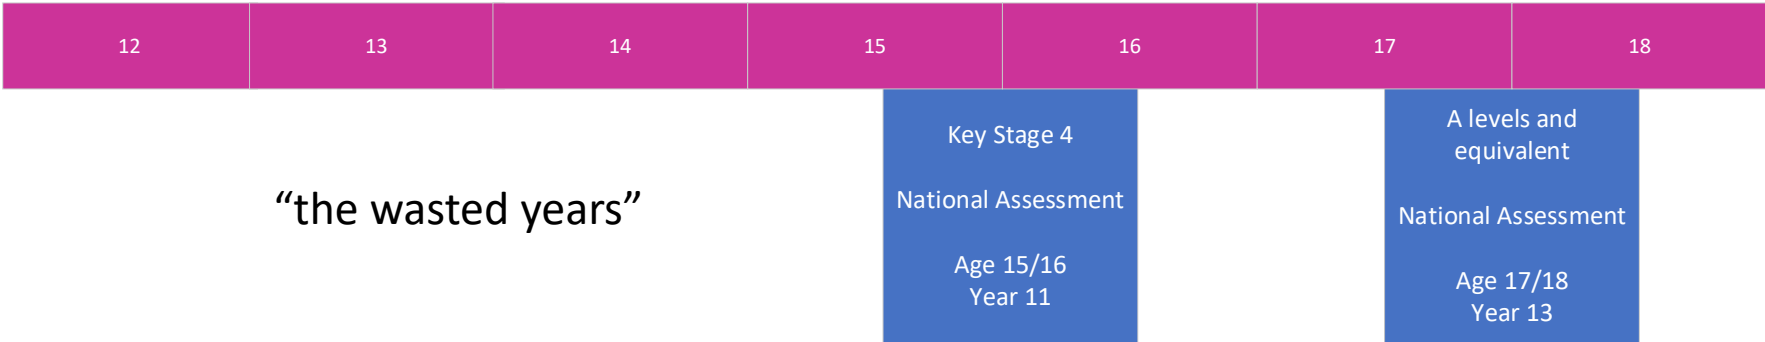 12 13 14 15 16 17 18
“the wasted years”
Key Stage 4
National Assessment
Age 15/16
Year 11
A levels and
equivalent
National Assessment
Age 17/18
Year 13